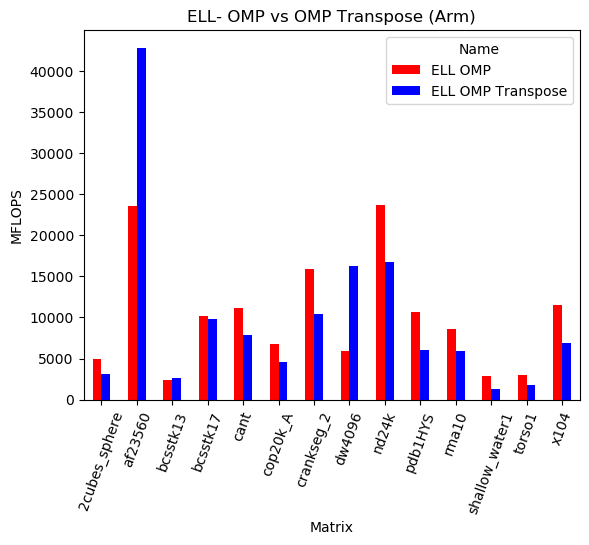 ELL- OMP vs OMP Transpose (Arm)
Name
ELL OMP
ELL OMP Transpose
MFLOPS
40000
35000
30000
25000
20000
15000
10000
5000
0
2cubes_sphere
af23560
bcsstk13
bcsstk17
cant
cop20k_A
crankseg_2
dw4096
nd24k
pdb1HYS
rma10
shallow_water1
torso1
x104
Matrix